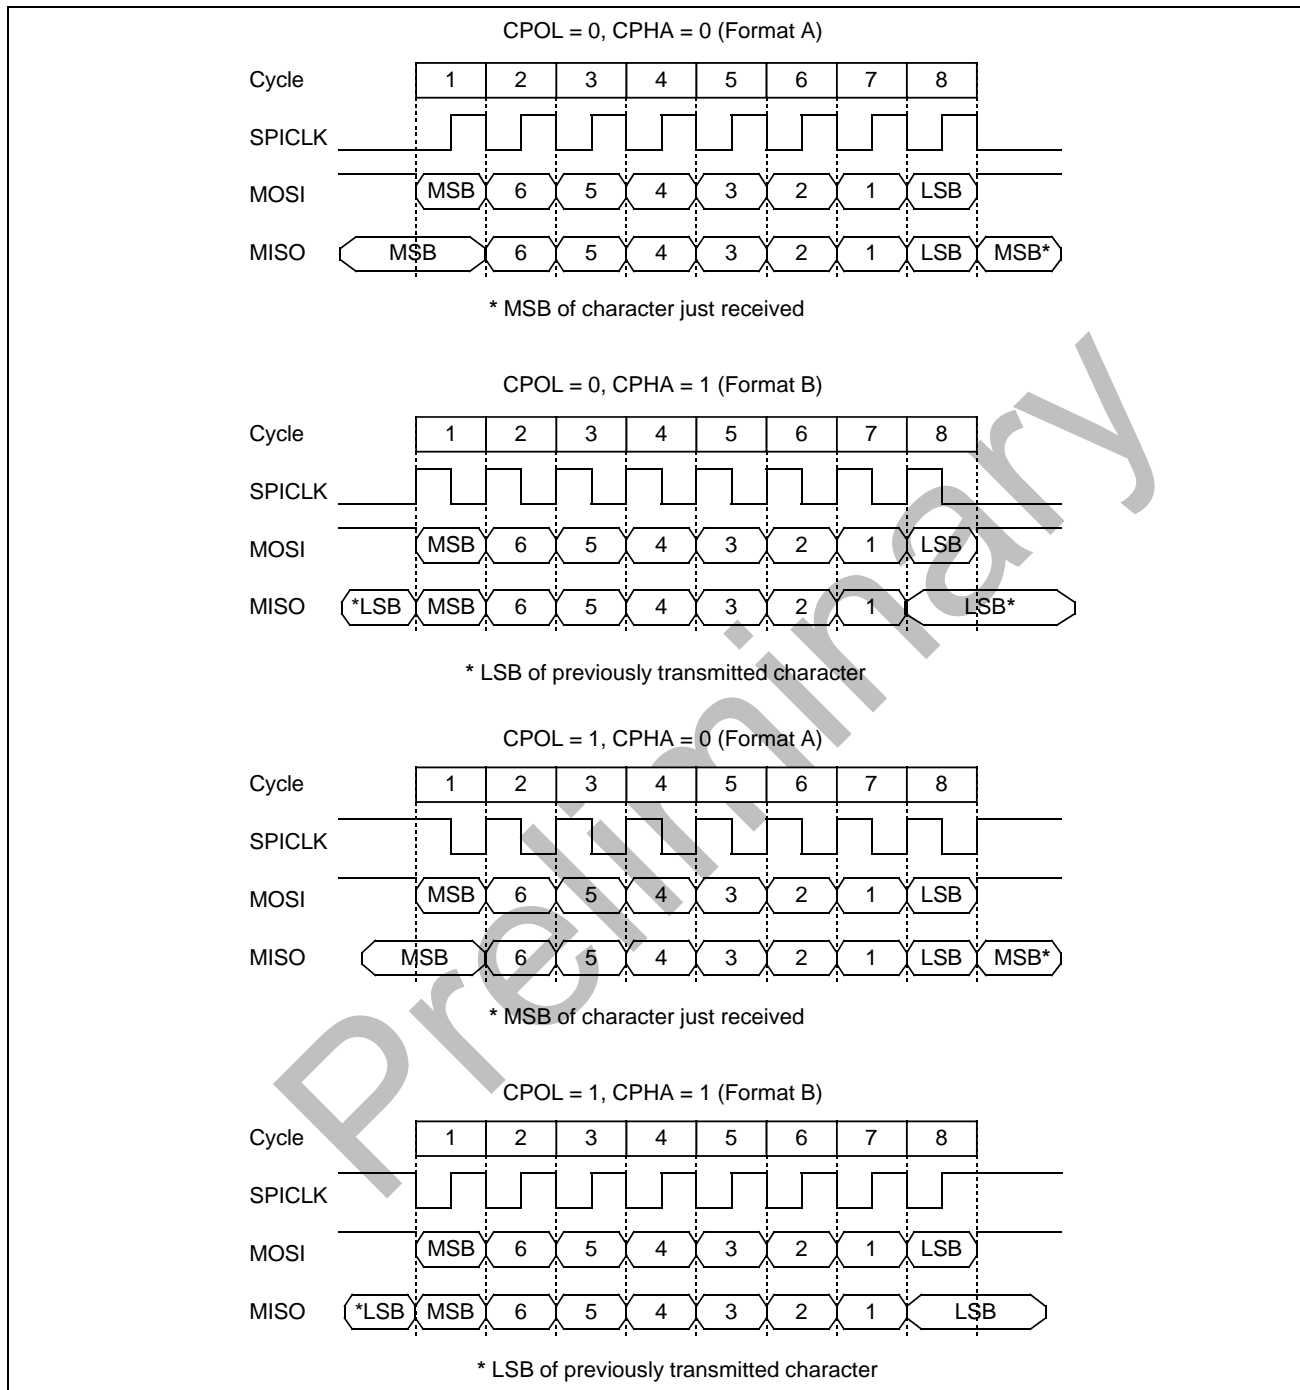 CPOL = 0, CPHA = 0 (Format A)
Cycle 1 2 3 4 5 6 7 8
SPICLK
MOSI MSB 6 5 4 3 2 1 LSB
MISO MSB 6 5 4 3 2 1 LSB MSB*
* MSB of character just received
CPOL = 0, CPHA = 1 (Format B)
Cycle 1 2 3 4 5 6 7 8
SPICLK
MOSI MSB 6 5 4 3 2 1 LSB
MISO *LSB MSB 6 5 4 3 2 1 LSB*
* LSB of previously transmitted character
CPOL = 1, CPHA = 0 (Format A)
Cycle 1 2 3 4 5 6 7 8
SPICLK
MOSI MSB 6 5 4 3 2 1 LSB
MISO MSB 6 5 4 3 2 1 LSB MSB*
* MSB of character just received
CPOL = 1, CPHA = 1 (Format B)
Cycle 1 2 3 4 5 6 7 8
SPICLK
MOSI MSB 6 5 4 3 2 1 LSB
MISO *LSB MSB 6 5 4 3 2 1 LSB
* LSB of previously transmitted character
Preliminary